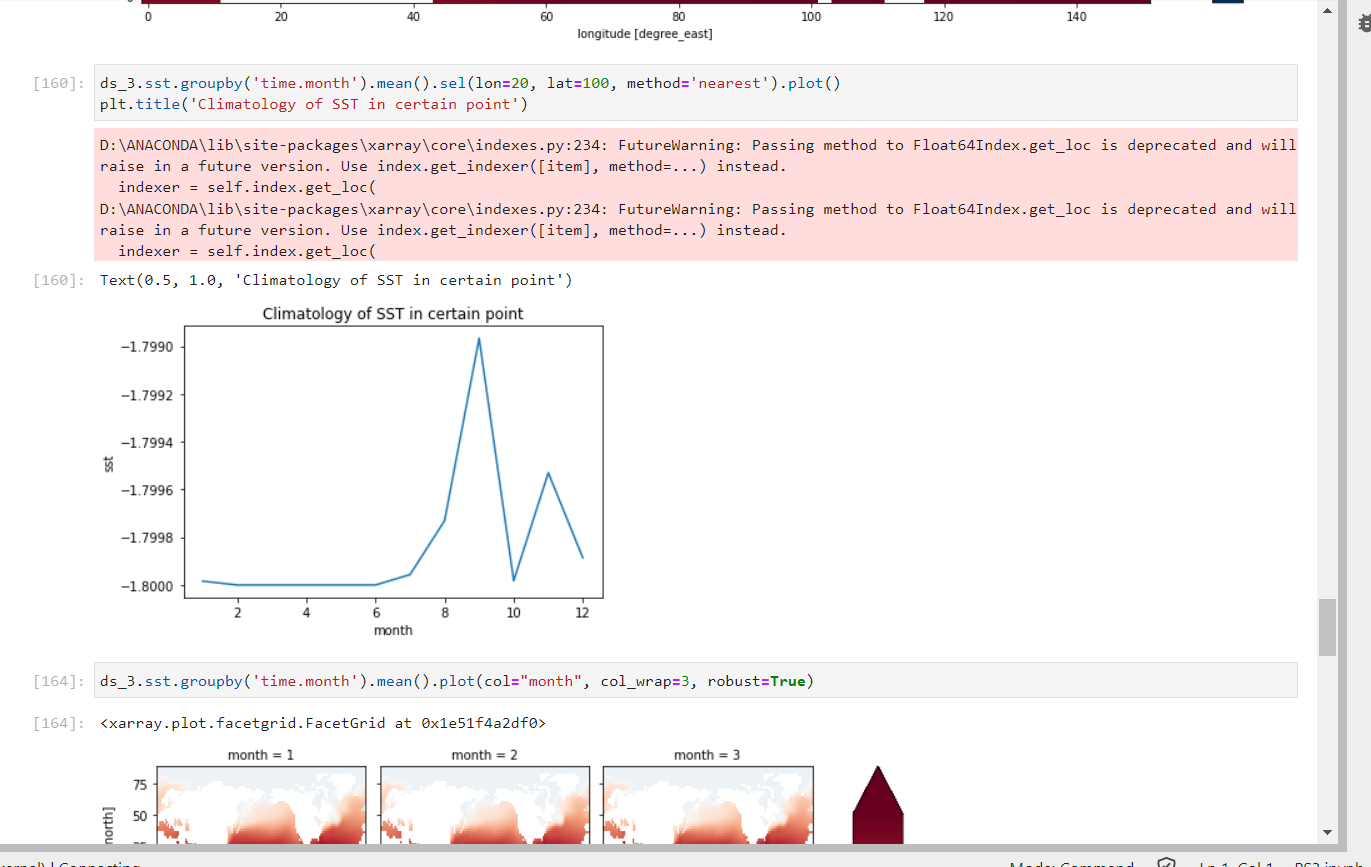 0 20 40 60 80 100 120 140
longitude [degree_east]
[160]: ds_3.sst.groupby('time.month').mean().sel(lon=20, lat=100, method='nearest').plot()
plt.title('Climatology of SST in certain point')
D:\ANACONDA\lib\site-packages\xarray\core\indexes.py:234: FutureWarning: Passing method to Float64Index.get_loc is deprecated and will
raise in a future version. Use index.get_indexer([item], method=...) instead.
  indexer = self.index.get_loc(
D:\ANACONDA\lib\site-packages\xarray\core\indexes.py:234: FutureWarning: Passing method to Float64Index.get_loc is deprecated and will
raise in a future version. Use index.get_indexer([item], method=...) instead.
  indexer = self.index.get_loc(
[160]: Text(0.5, 1.0, 'Climatology of SST in certain point')
Climatology of SST in certain point
−1.7990
−1.7992
−1.7994
sst
−1.7996
−1.7998
−1.8000
2 4 6 8 10 12
month
[164]: ds_3.sst.groupby('time.month').mean().plot(col="month", col_wrap=3, robust=True)
[164]: <xarray.plot.facetgrid.FacetGrid at 0x1e51f4a2df0>
month = 1 month = 2 month = 3
75
50